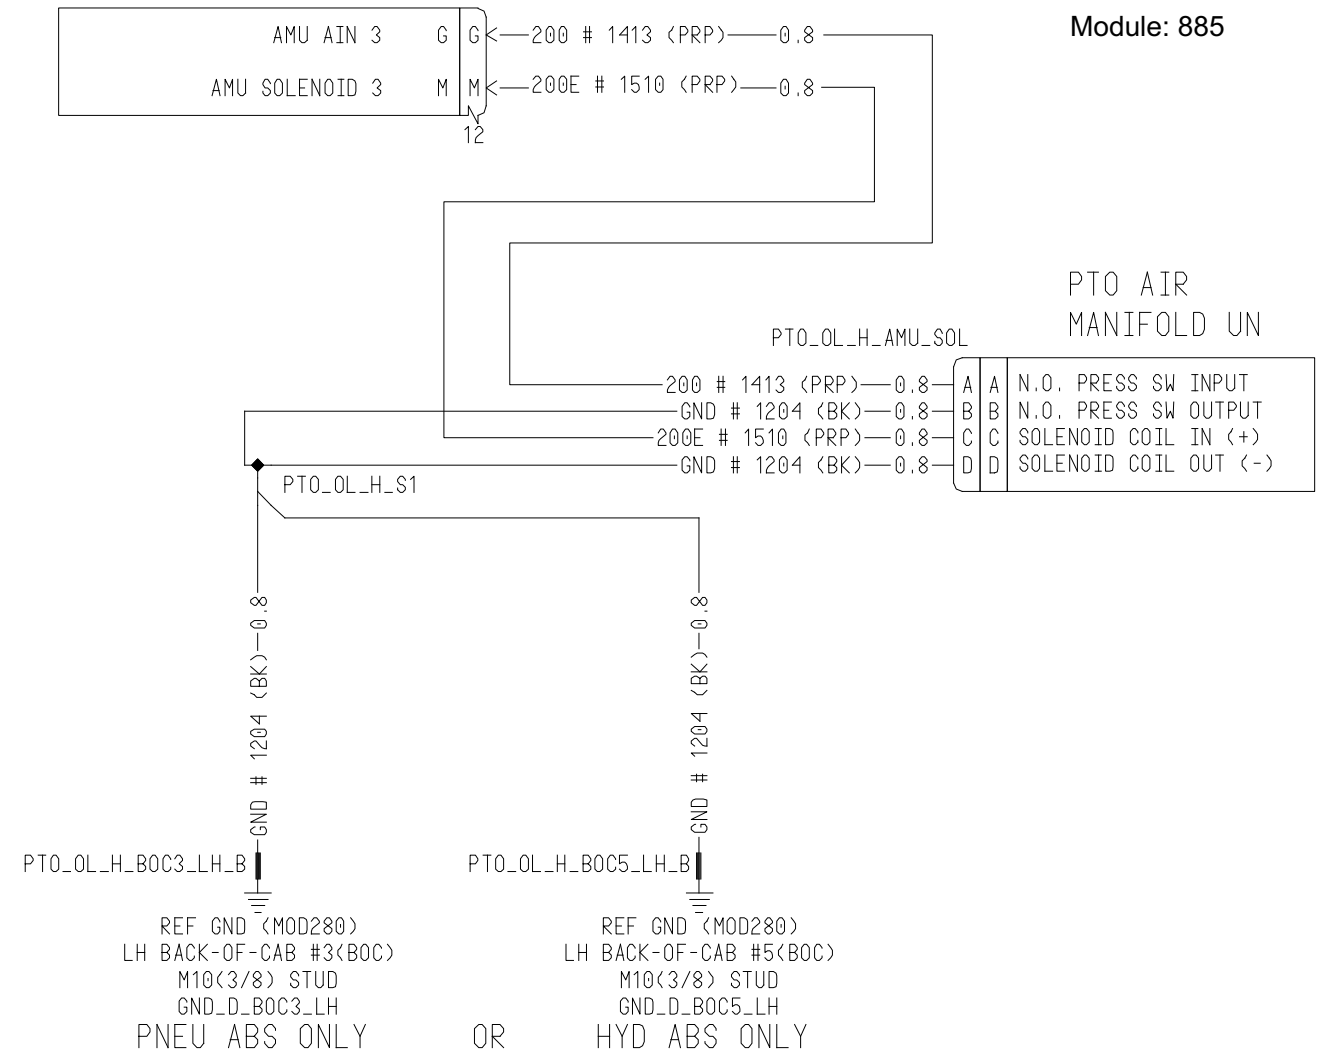 Module: 885
AMU AIN 3 G G 200 # 1413 (PRP) 0.8
AMU SOLENOID 3 M M 200E # 1510 (PRP) 0.8
12
PTO AIR
MANIFOLD UN
PTO_OL_H_AMU_SOL
200 # 1413 (PRP) 0.8 A A N.O. PRESS SW INPUT
GND # 1204 (BK) 0.8 B B N.O. PRESS SW OUTPUT
200E # 1510 (PRP) 0.8 C C SOLENOID COIL IN (+)
GND # 1204 (BK) 0.8 D D SOLENOID COIL OUT (-)
PTO_OL_H_S1
GND # 1204 (BK) 0.8
GND # 1204 (BK) 0.8
PTO_OL_H_BOC3_LH_B
PTO_OL_H_BOC5_LH_B
REF GND (MOD280)
LH BACK-OF-CAB #3(BOC)
M10(3/8) STUD
GND_D_BOC3_LH
PNEU ABS ONLY
OR
REF GND (MOD280)
LH BACK-OF-CAB #5(BOC)
M10(3/8) STUD
GND_D_BOC5_LH
HYD ABS ONLY